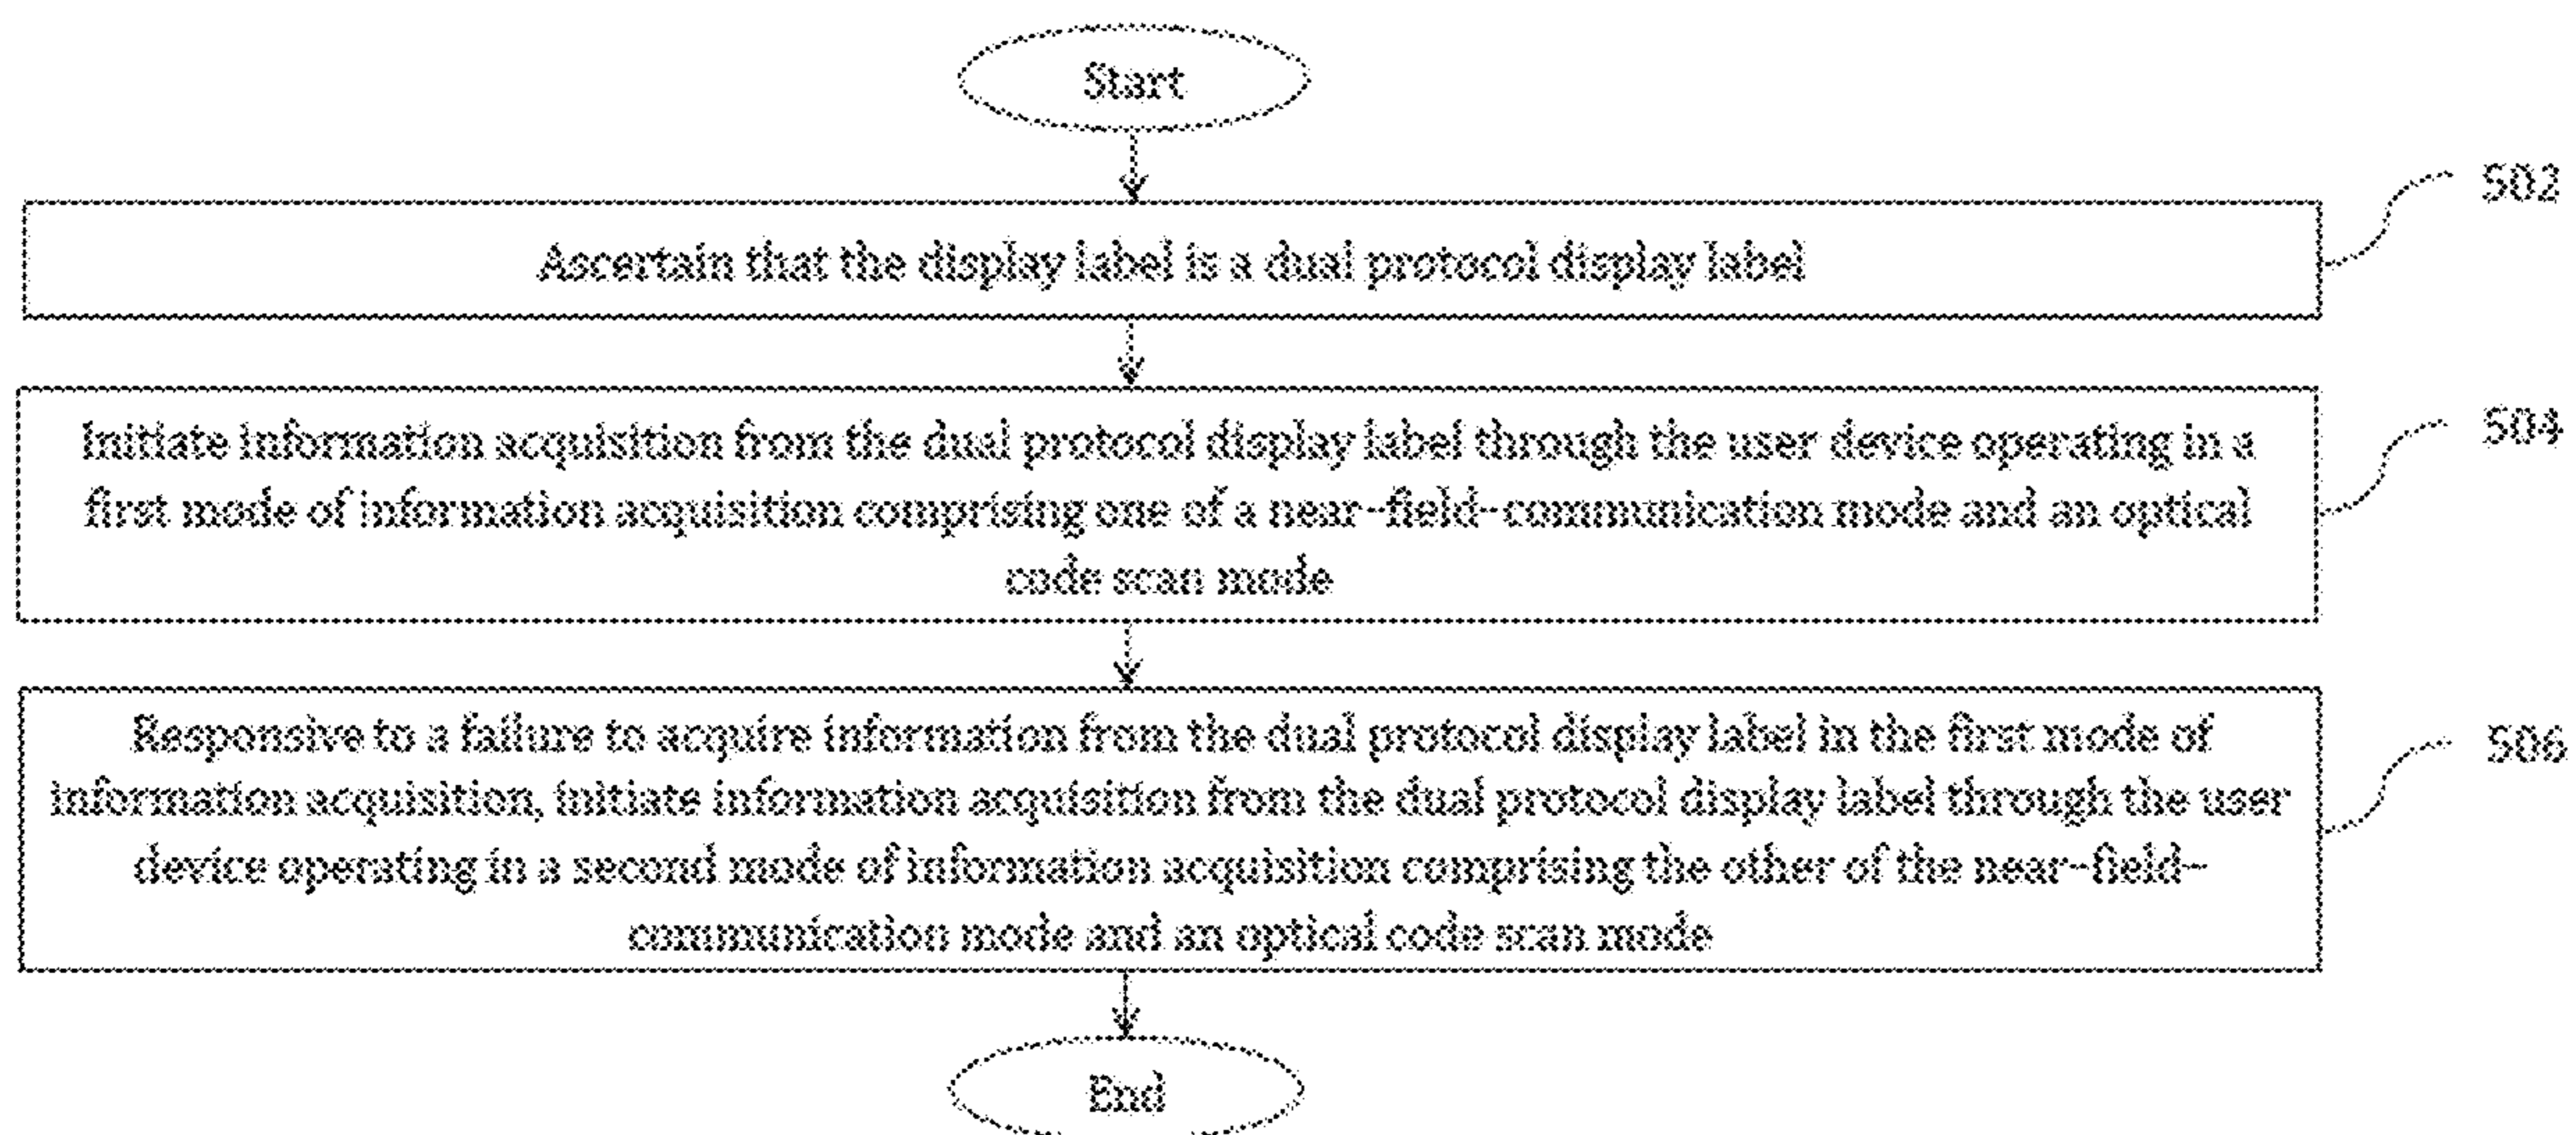 Start
502
Ascertain that the display label is a dual protocol display label
504
Initiate information acquisition from the dual protocol display label through the user device operating in a
first mode of information acquisition comprising one of a near-field-communication mode and an optical
code scan mode
506
Responsive to a failure to acquire information from the dual protocol display label in the first mode of
information acquisition, initiate information acquisition from the dual protocol display label through the user
device operating in a second mode of information acquisition comprising the other of the near-field-
communication mode and an optical code scan mode
End